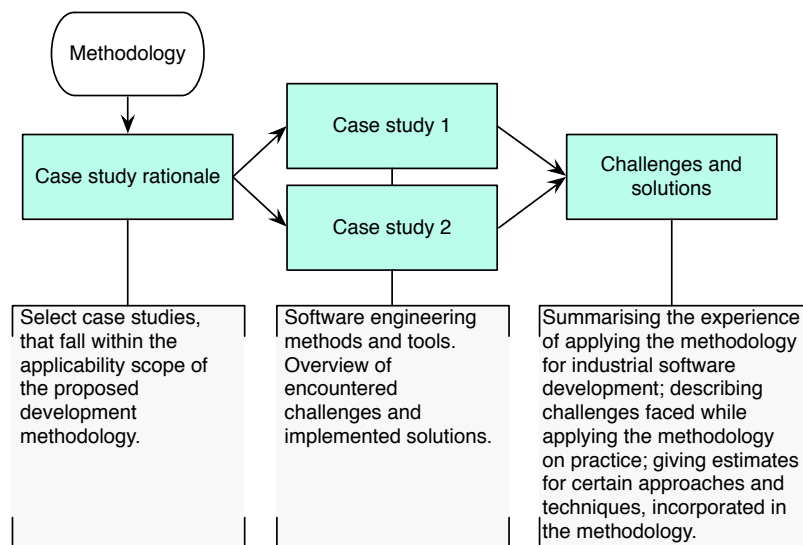 Methodology
Case study rationale
Case study 1
Case study 2
Challenges and
solutions
Select case studies,
that fall within the
applicability scope of
the proposed
development
methodology.
Software engineering
methods and tools.
Overview of
encountered
challenges and
implemented solutions.
Summarising the experience
of applying the methodology
for industrial software
development; describing
challenges faced while
applying the methodology
on practice; giving estimates
for certain approaches and
techniques, incorporated in
the methodology.